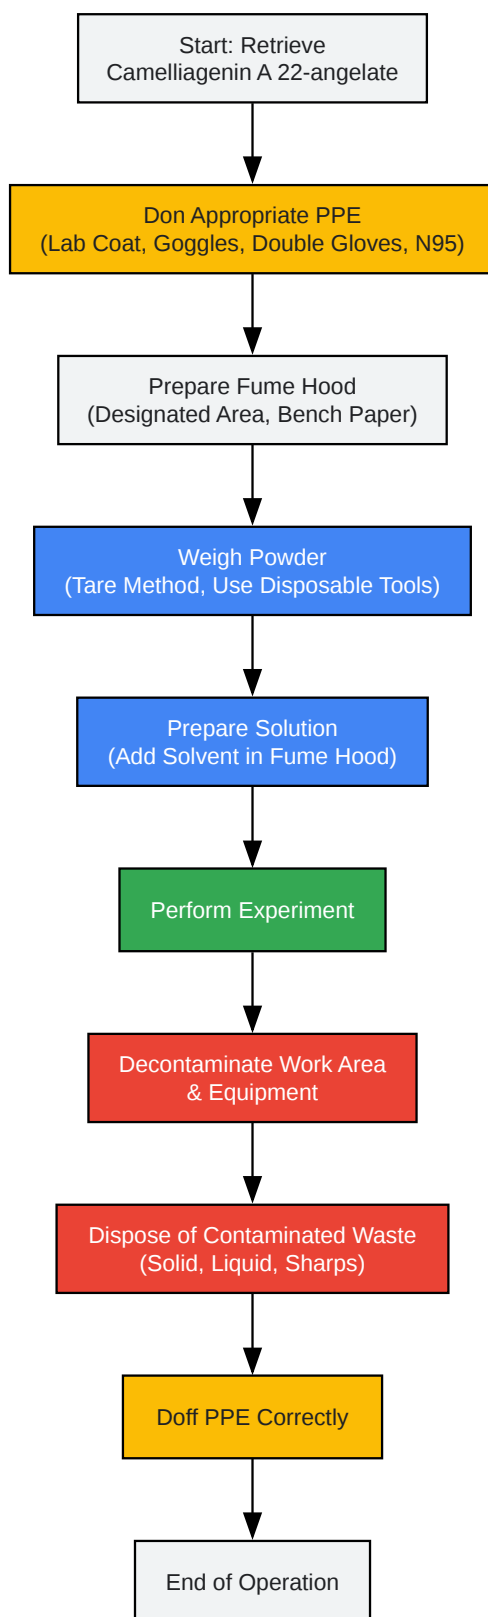 Start: Retrieve
Camelliagenin A 22-angelate
Don Appropriate PPE
(Lab Coat, Goggles, Double Gloves, N95)
Prepare Fume Hood
(Designated Area, Bench Paper)
Weigh Powder
(Tare Method, Use Disposable Tools)
Prepare Solution
(Add Solvent in Fume Hood)
Perform Experiment
Decontaminate Work Area
& Equipment
Dispose of Contaminated Waste
(Solid, Liquid, Sharps)
Doff PPE Correctly
End of Operation